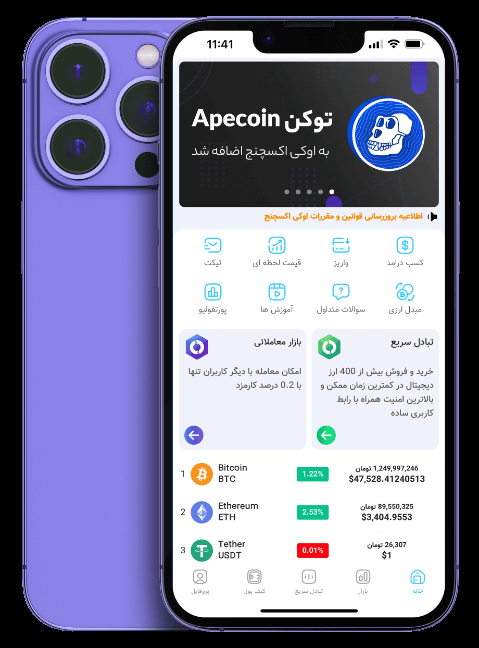 11:41
توکن Apecoin
به اوکی اکسچنج اضافه شد
اطلاعیه بروزرسانی قوانین و مقررات اوکی اکسچنج
کسب درامد
واریز
قیمت لحظه ای
تیکت
مبدل ارزی
سوالات متداول
آموزش ها
پورتفولیو
تبادل سریع
خرید و فروش بیش از 400 ارز
دیجیتال در کمترین زمان ممکن و
بالاترین امنیت همراه با رابط
کاربری ساده
بازار معاملاتی
امکان معامله با دیگر کاربران تنها
با 0.2 درصد کارمزد
1 Bitcoin 1.22% 1,249,997,246 تومان
BTC $47,528.41240513
2 Ethereum 2.53% 89,550,325 تومان
ETH $3,404.9553
3 Tether 0.01% 26,307 تومان
USDT $1
خانه
بازار
تبادل سریع
کیف پول
پروفایل